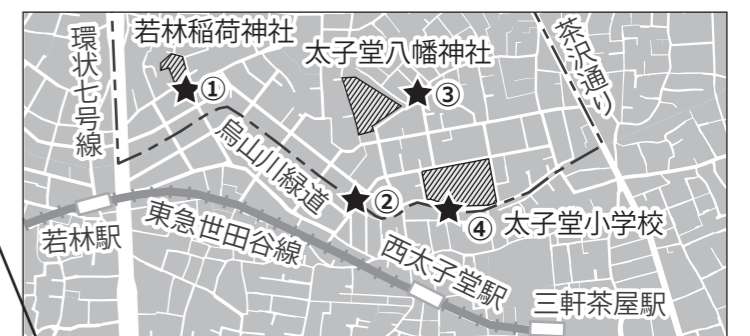 環状七号線
若林稲荷神社
①
太子堂八幡神社
③
茶沢通り
烏山川緑道
②
④
太子堂小学校
若林駅
東急世田谷線
西太子堂駅
三軒茶屋駅